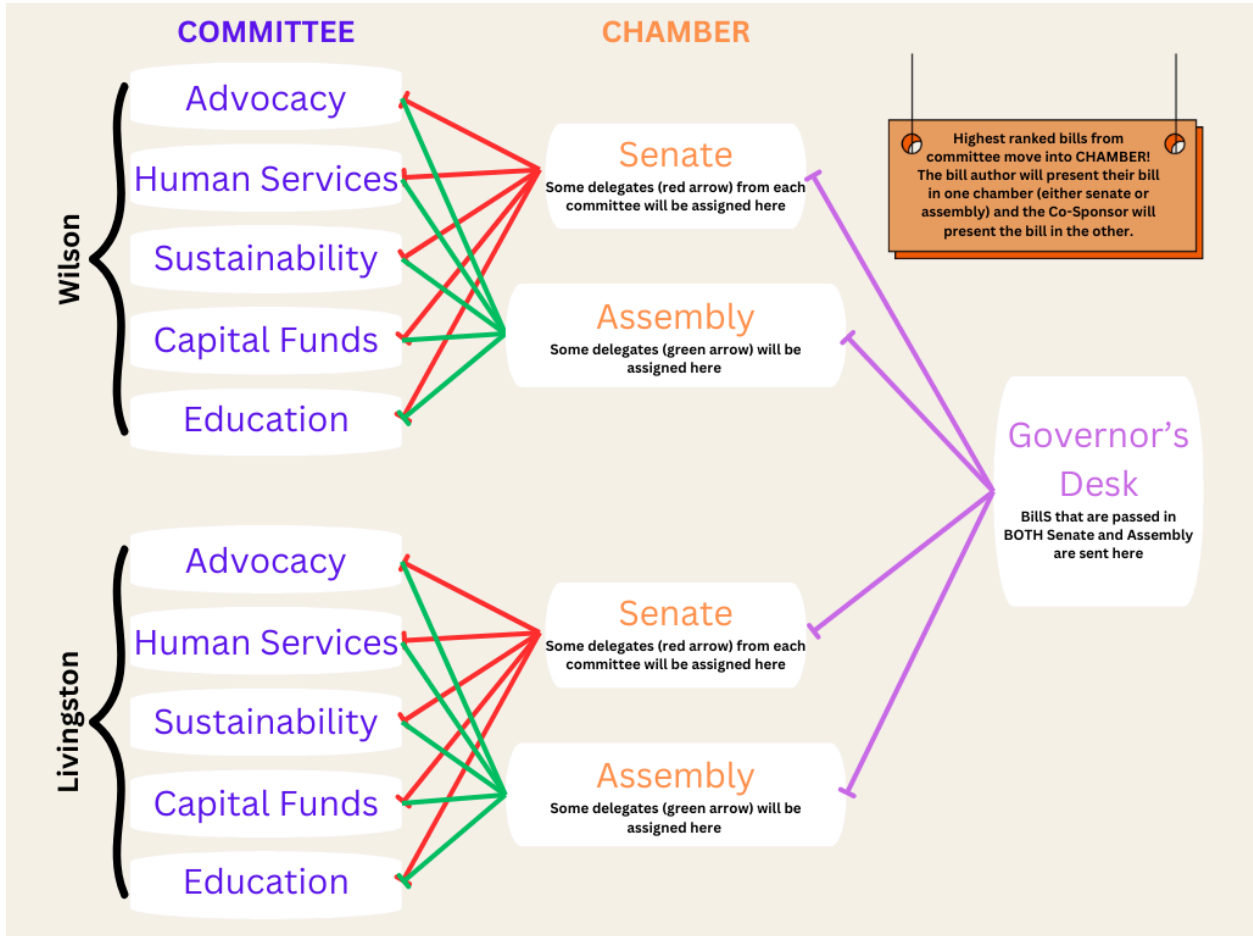 COMMITTEE
CHAMBER
Wilson
Advocacy
Human Services
Sustainability
Capital Funds
Education
Senate
Some delegates (red arrow) from each
committee will be assigned here
Assembly
Some delegates (green arrow) will be
assigned here
Highest ranked bills from
committee move into CHAMBER!
The bill author will present their bill
in one chamber (either senate or
assembly) and the Co-Sponsor will
present the bill in the other.
Governor’s
Desk
BillS that are passed in
BOTH Senate and Assembly
are sent here
Livingston
Advocacy
Human Services
Sustainability
Capital Funds
Education
Senate
Some delegates (red arrow) from each
committee will be assigned here
Assembly
Some delegates (green arrow) will be
assigned here